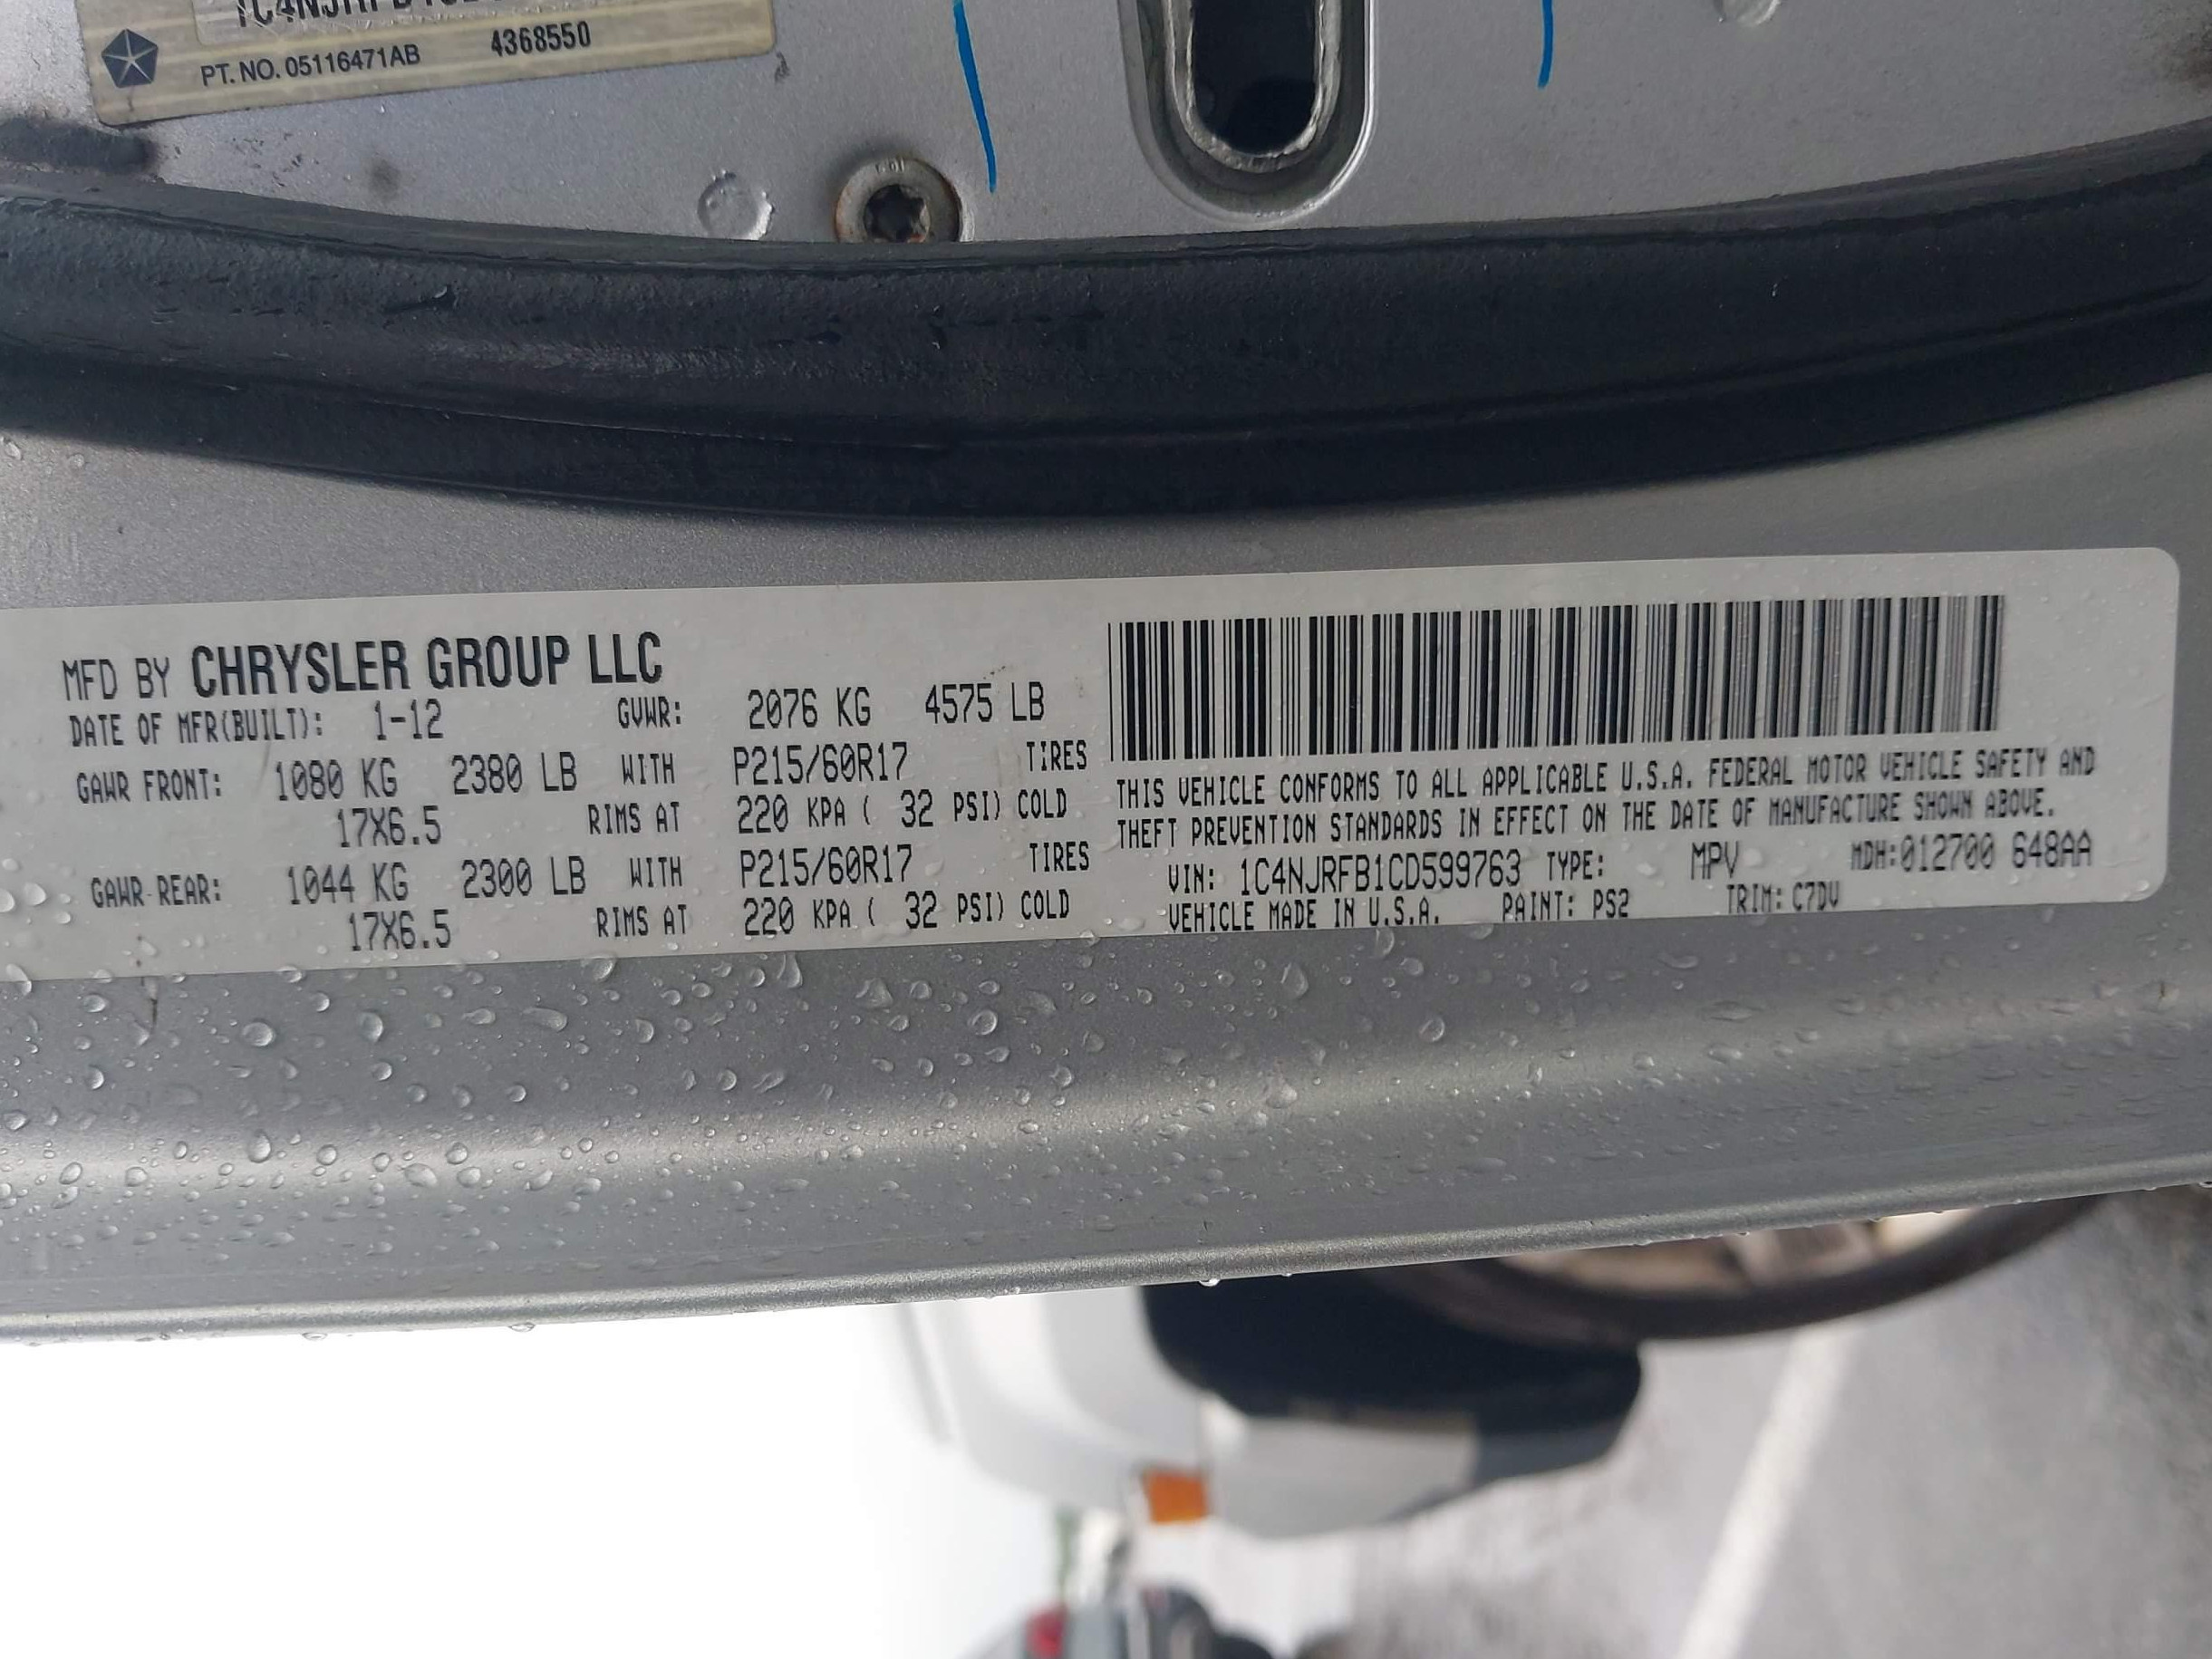 PT. NO. 05116471AB 4368550
MFD BY CHRYSLER GROUP LLC
DATE OF MFR(BUILT): 1-12 GVWR: 2076 KG 4575 LB
GAWR FRONT: 1080 KG 2380 LB WITH P215/60R17 TIRES
17X6.5 RIMS AT 220 KPA ( 32 PSI) COLD
GAWR REAR: 1044 KG 2300 LB WITH P215/60R17 TIRES
17X6.5 RIMS AT 220 KPA ( 32 PSI) COLD
THIS VEHICLE CONFORMS TO ALL APPLICABLE U.S.A. FEDERAL MOTOR VEHICLE SAFETY AND
THEFT PREVENTION STANDARDS IN EFFECT ON THE DATE OF MANUFACTURE SHOWN ABOVE.
VIN: 1C4NJRFB1CD599763 TYPE: MPV MDH:012700 648AA
VEHICLE MADE IN U.S.A. PAINT: PS2 TRIM: C7DV